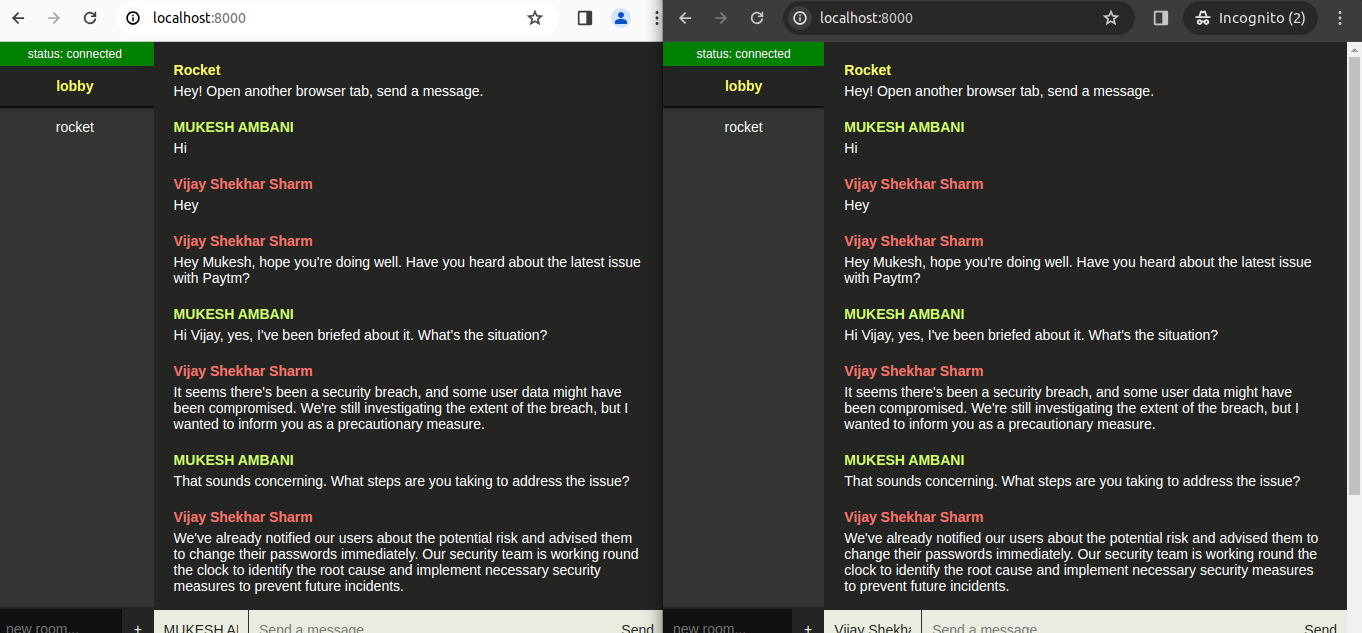 localhost:8000
status: connected
lobby
rocket
Rocket
Hey! Open another browser tab, send a message.
MUKESH AMBANI
Hi
Vijay Shekhar Sharm
Hey
Vijay Shekhar Sharm
Hey Mukesh, hope you're doing well. Have you heard about the latest issue
with Paytm?
MUKESH AMBANI
Hi Vijay, yes, I've been briefed about it. What's the situation?
Vijay Shekhar Sharm
It seems there's been a security breach, and some user data might have
been compromised. We're still investigating the extent of the breach, but I
wanted to inform you as a precautionary measure.
MUKESH AMBANI
That sounds concerning. What steps are you taking to address the issue?
Vijay Shekhar Sharm
We've already notified our users about the potential risk and advised them
to change their passwords immediately. Our security team is working round
the clock to identify the root cause and implement necessary security
measures to prevent future incidents.
new room... +
MUKESH AI Send a message Send
localhost:8000 Incognito (2)
status: connected
lobby
rocket
Rocket
Hey! Open another browser tab, send a message.
MUKESH AMBANI
Hi
Vijay Shekhar Sharm
Hey
Vijay Shekhar Sharm
Hey Mukesh, hope you're doing well. Have you heard about the latest issue
with Paytm?
MUKESH AMBANI
Hi Vijay, yes, I've been briefed about it. What's the situation?
Vijay Shekhar Sharm
It seems there's been a security breach, and some user data might have
been compromised. We're still investigating the extent of the breach, but I
wanted to inform you as a precautionary measure.
MUKESH AMBANI
That sounds concerning. What steps are you taking to address the issue?
Vijay Shekhar Sharm
We've already notified our users about the potential risk and advised them to
change their passwords immediately. Our security team is working round the
clock to identify the root cause and implement necessary security measures
to prevent future incidents.
new room... +
Vijay Shekha Send a message Send